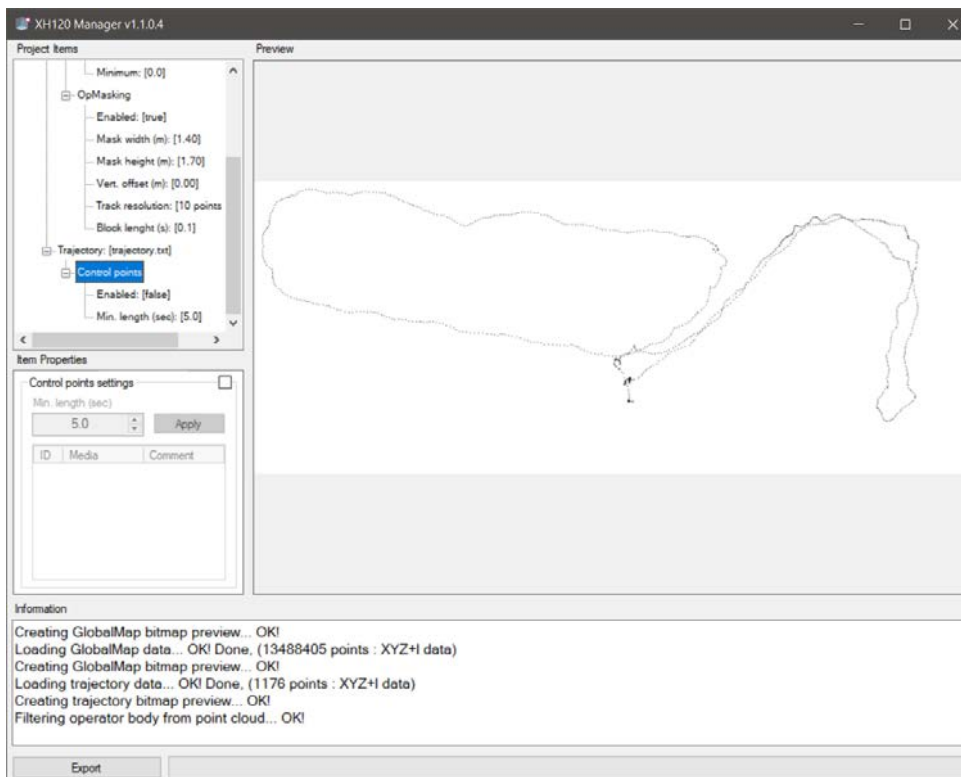 XH120 Manager v1.1.0.4
Project Items
Preview
Minimum: [0.0]
OpMasking
Enabled: [true]
Mask width (m): [1.40]
Mask height (m): [1.70]
Vert. offset (m): [0.00]
Track resolution: [10 points
Block lenght (s): [0.1]
Trajectory: [trajectory.txt]
Control points
Enabled: [false]
Min. length (sec): [5.0]
Item Properties
Control points settings
Min. length (sec)
5.0 Apply
ID Media Comment
Information
Creating GlobalMap bitmap preview... OK!
Loading GlobalMap data... OK! Done, (13488405 points : XYZ+I data)
Creating GlobalMap bitmap preview... OK!
Loading trajectory data... OK! Done, (1176 points : XYZ+I data)
Creating trajectory bitmap preview... OK!
Filtering operator body from point cloud... OK!
Export